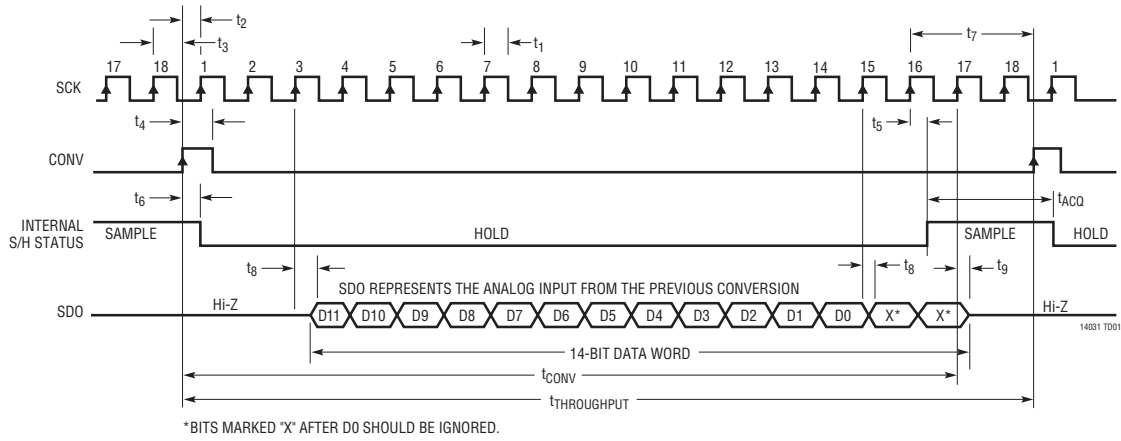 t2
t3
t1
t7
17 18 1 2 3 4 5 6 7 8 9 10 11 12 13 14 15 16 17 18 1
SCK
t4
t5
CONV
t6
tACQ
INTERNAL
S/H STATUS
SAMPLE
HOLD
SAMPLE
HOLD
t8
t8
t9
SDO REPRESENTS THE ANALOG INPUT FROM THE PREVIOUS CONVERSION
SDO
Hi-Z
D11 D10 D9 D8 D7 D6 D5 D4 D3 D2 D1 D0 X* X*
Hi-Z
14031 TD01
14-BIT DATA WORD
tCONV
tTHROUGHPUT
*BITS MARKED "X" AFTER D0 SHOULD BE IGNORED.